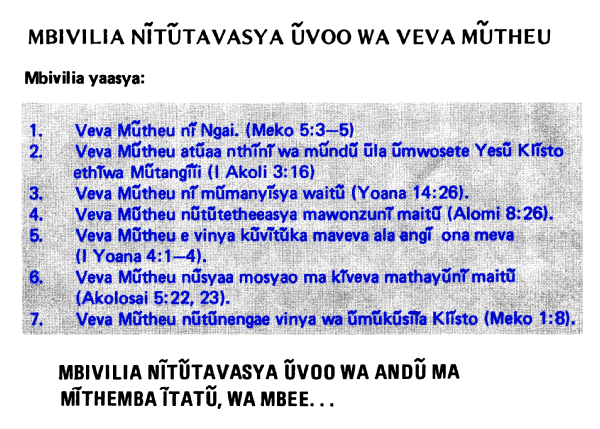 MBIVILIA NĨTŨTAVASYA ŨVOO WA VEVA MŨTHEU
Mbivilia yaasya:
1. Veva Mũtheu nĩ Ngai. (Meko 5:3–5)
2. Veva Mũtheu atũaa nthĩnĩ wa mũndũ ũla ũmwosete Yesũ Klĩsto
ethĩwa Mũtangĩĩi (I Akoli 3:16)
3. Veva Mũtheu nĩ mũmanyĩsya waitũ (Yoana 14:26).
4. Veva Mũtheu nũtũtetheeasya mawonzunĩ maitũ (Alomi 8:26).
5. Veva Mũtheu e vinya kũvĩtũka maveva ala angĩ ona meva
(I Yoana 4:1–4).
6. Veva Mũtheu nũsyaa mosyao ma kĩveva mathayũnĩ maitũ
(Akolosai 5:22, 23).
7. Veva Mũtheu nũtũnengae vinya wa ũmũkũsĩĩa Klĩsto (Meko 1:8).
MBIVILIA NĨTŨTAVASYA ŨVOO WA ANDŨ MA
MĨTHEMBA ĨTATŨ, WA MBEE...